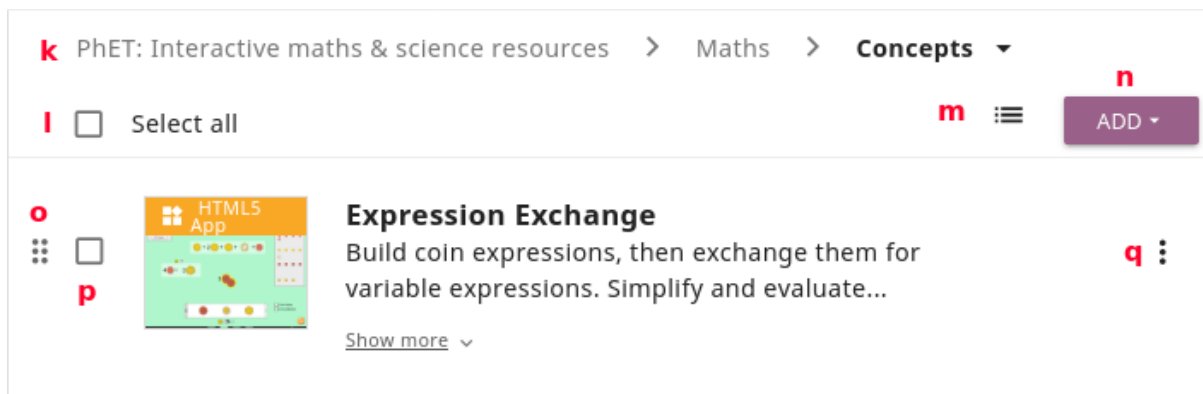 k PhET: Interactive maths & science resources > Maths > Concepts
n
l Select all m ADD
o
HTML5 App
p
Expression Exchange
Build coin expressions, then exchange them for
variable expressions. Simplify and evaluate...
q
Show more